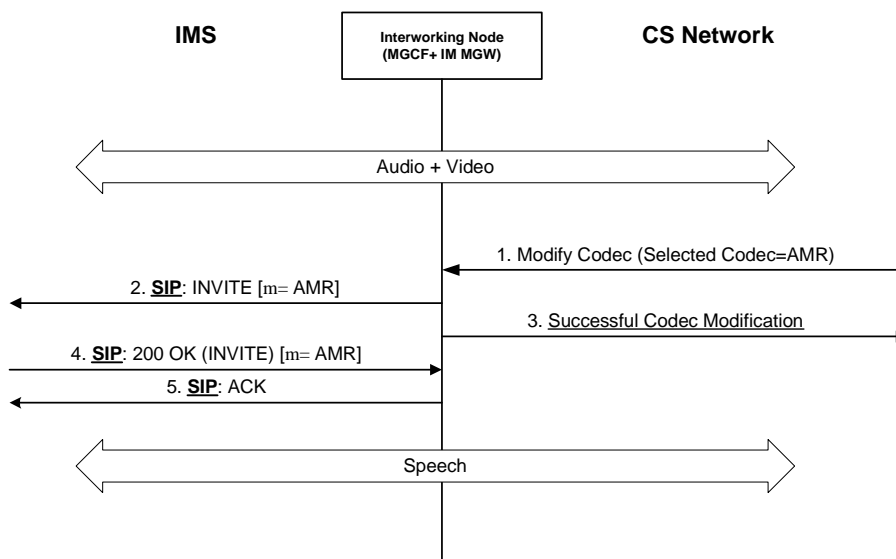 IMS
Interworking Node
(MGCF+ IM MGW)
CS Network
Audio + Video
1. Modify Codec (Selected Codec=AMR)
2. SIP: INVITE [m= AMR]
3. Successful Codec Modification
4. SIP: 200 OK (INVITE) [m= AMR]
5. SIP: ACK
Speech